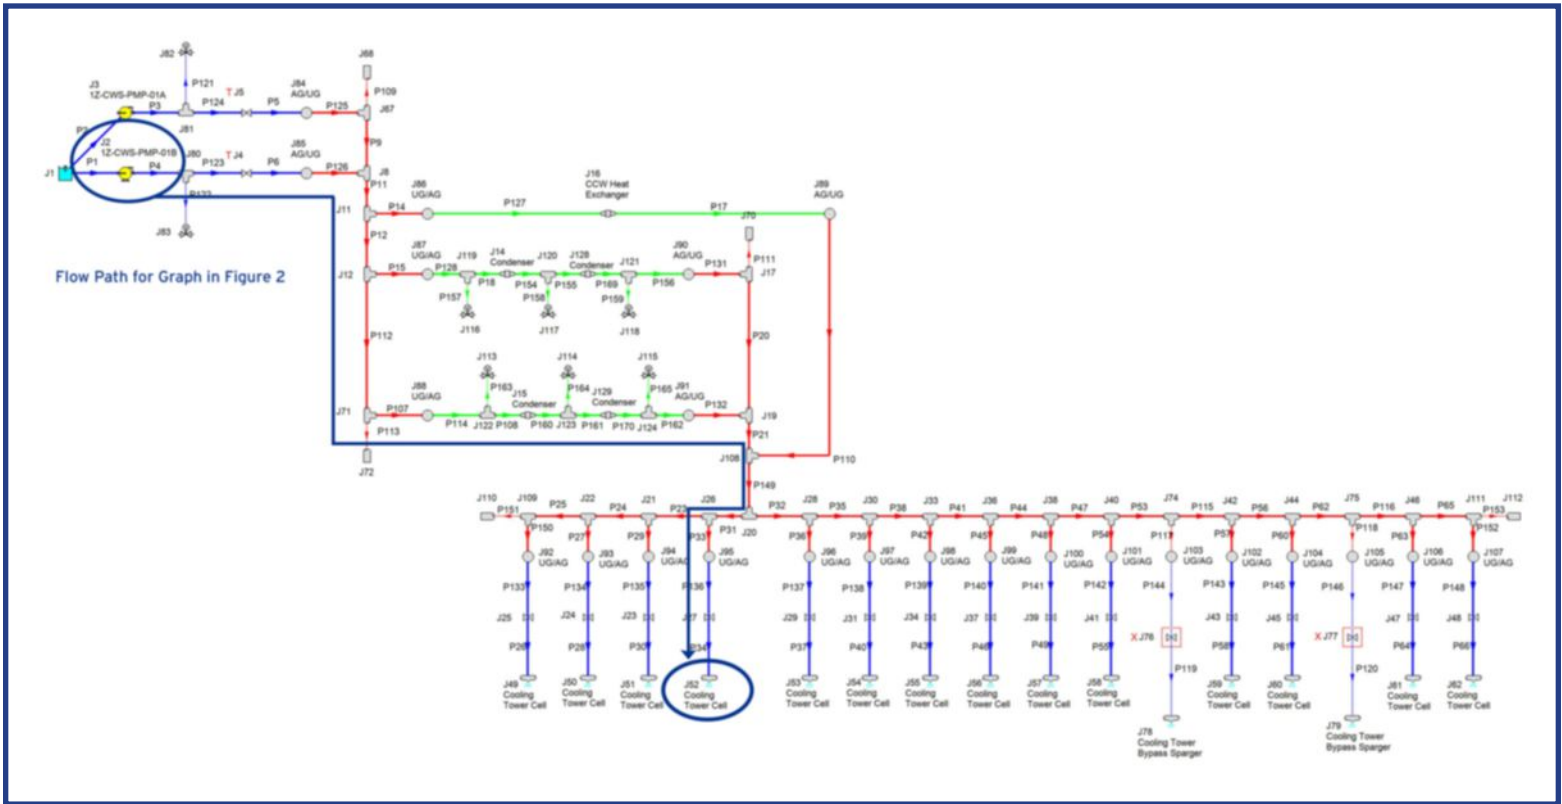 J82
J68
P121
J3
1Z-CWS-PMP-01A
P3
P124
T J5
P5
J84
AG/UG
P125
P109
J67
J81
P2
J2
1Z-CWS-PMP-01B
J80
P9
J1
P1
P4
P123
T J4
P6
J85
AG/UG
P126
J8
P122
P11
J83
J11
P14
J86
UG/AG
P127
J16
CCW Heat
Exchanger
P17
J89
AG/UG
J70
P12
Flow Path for Graph in Figure 2
J12
P15
J87
UG/AG
P128
J119
P18
J14
Condenser
P154
J120
P155
J128
Condenser
P169
J121
P156
J90
AG/UG
P131
P111
J17
P157
P158
P159
J116
J117
J118
P112
P20
J113
J114
J115
P163
P164
P165
J71
P107
J88
UG/AG
P114
J122
P108
J15
Condenser
P160
J123
P161
J129
Condenser
P170
J124
P162
J91
AG/UG
P132
J19
P113
P21
J72
J108
P110
P149
J110
P151
J109
P25
J22
P24
J21
P23
J26
P31
J20
P32
J28
P35
J30
P38
J33
P41
J36
P44
J38
P47
J40
P53
J74
P115
J42
P56
J44
P62
J75
P116
J46
P65
J111
P153
J112
P150
P27
P29
P33
P36
P39
P42
P45
P48
P54
P117
P57
P60
P118
P63
P152
J92
UG/AG
J93
UG/AG
J94
UG/AG
J95
UG/AG
J96
UG/AG
J97
UG/AG
J98
UG/AG
J99
UG/AG
J100
UG/AG
J101
UG/AG
J103
UG/AG
J102
UG/AG
J104
UG/AG
J105
UG/AG
J106
UG/AG
J107
UG/AG
P133
P134
P135
P136
P137
P138
P139
P140
P141
P142
P144
P143
P145
P146
P147
P148
J25
J24
J23
J27
J29
J31
J34
J37
J39
J41
X J76
J43
J45
X J77
J47
J48
P26
P28
P30
P34
P37
P40
P43
P46
P49
P55
P119
P58
P61
P120
P64
P66
J49
Cooling
Tower Cell
J50
Cooling
Tower Cell
J51
Cooling
Tower Cell
J52
Cooling
Tower Cell
J53
Cooling
Tower Cell
J54
Cooling
Tower Cell
J55
Cooling
Tower Cell
J56
Cooling
Tower Cell
J57
Cooling
Tower Cell
J58
Cooling
Tower Cell
J59
Cooling
Tower Cell
J60
Cooling
Tower Cell
J61
Cooling
Tower Cell
J62
Cooling
Tower Cell
J78
Cooling Tower
Bypass Sparger
J79
Cooling Tower
Bypass Sparger